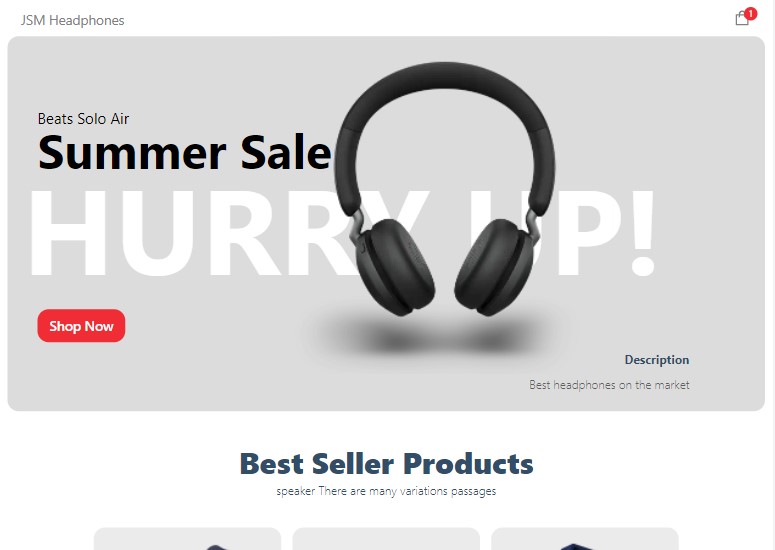 JSM Headphones
1
Beats Solo Air
Summer Sale
HURRY UP!
Shop Now
Description
Best headphones on the market
Best Seller Products
speaker There are many variations passages